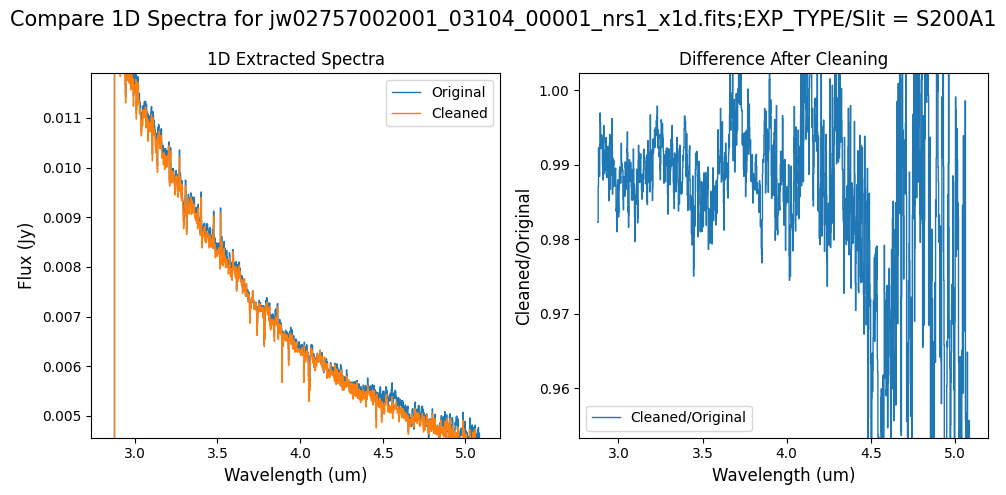 Compare 1D Spectra for jw02757002001_03104_00001_nrs1_x1d.fits;EXP_TYPE/Slit = S200A1
1D Extracted Spectra
Original
Cleaned
0.011
0.010
0.009
0.008
0.007
0.006
0.005
Flux (Jy)
3.0 3.5 4.0 4.5 5.0
Wavelength (um)
Difference After Cleaning
1.00
0.99
0.98
0.97
0.96
Cleaned/Original
Cleaned/Original
3.0 3.5 4.0 4.5 5.0
Wavelength (um)